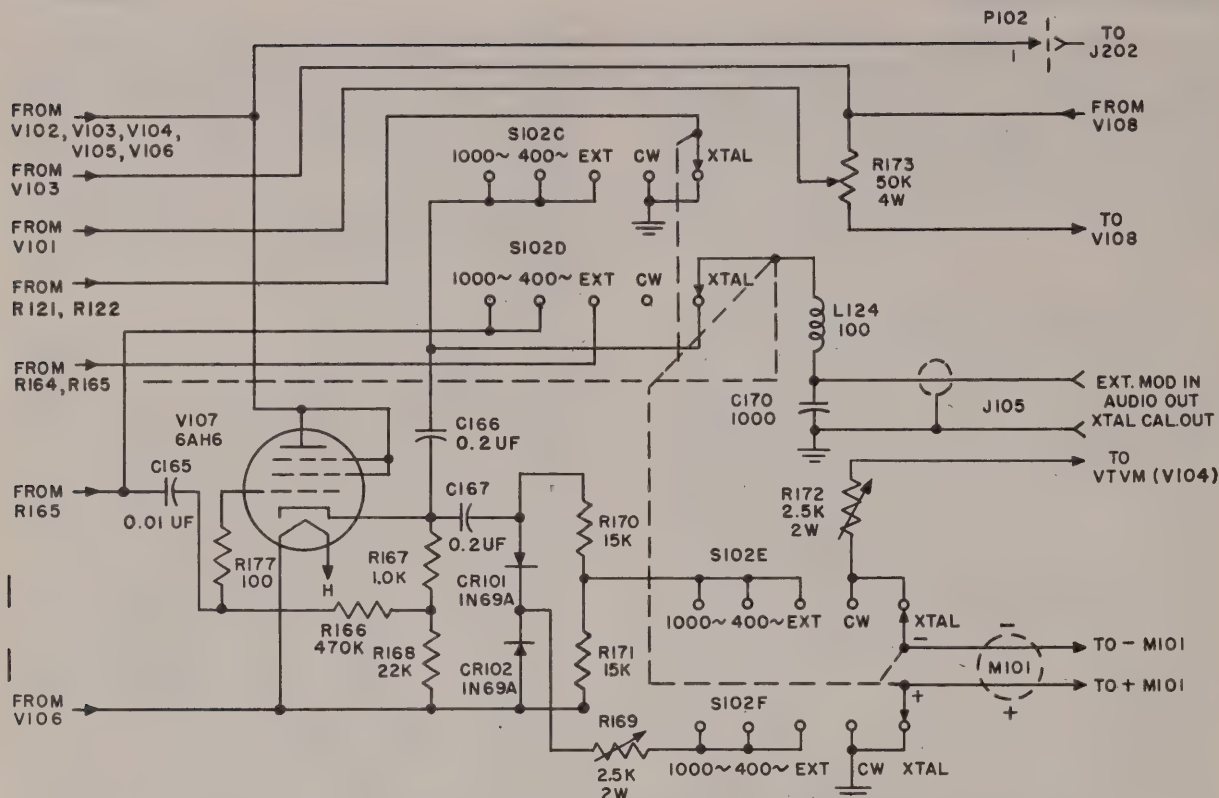 P102
1
TO
J202
FROM
V102, V103, V104,
V105, V106
FROM
V108
S102C
1000~ 400~ EXT CW XTAL
R173
50K
4W
FROM
V103
FROM
V101
TO
V108
S102D
1000~ 400~ EXT CW XTAL
FROM
R121, R122
L124
100
FROM
R164, R165
C170
1000
J105
EXT. MOD IN
AUDIO OUT
XTAL CAL.OUT
V107
6AH6
C166
0.2UF
C165
0.01 UF
FROM
R165
C167
0.2UF
TO
VTVM (V104)
R172
2.5K
2W
R170
15K
R177
100
H
R167
1.0K
CR101
1N69A
S102E
1000~ 400~ EXT CW XTAL
R166
470K
R168
22K
CR102
1N69A
R171
15K
-
-
M101
+
+
TO - M101
TO + M101
FROM
V106
R169
2.5K
2W
S102F
1000~ 400~ EXT CW XTAL